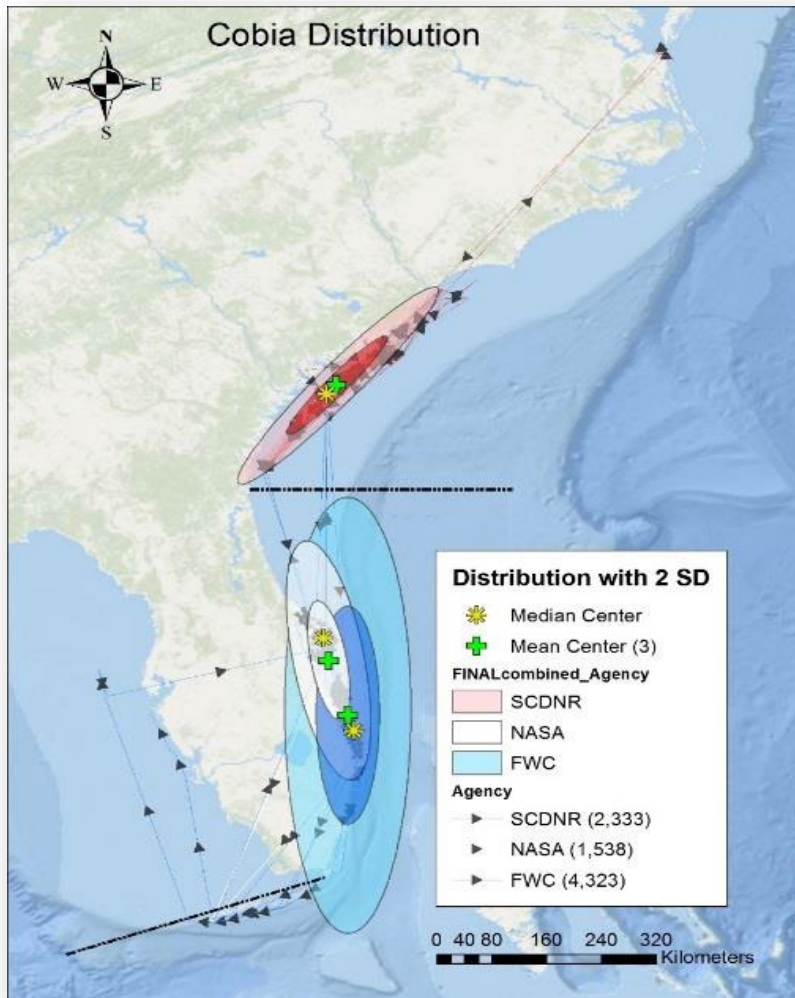 Cobia Distribution
N
W E
S
Distribution with 2 SD
Median Center
Mean Center (3)
FINALcombined_Agency
SCDNR
NASA
FWC
Agency
SCDNR (2,333)
NASA (1,538)
FWC (4,323)
0 40 80 160 240 320
Kilometers